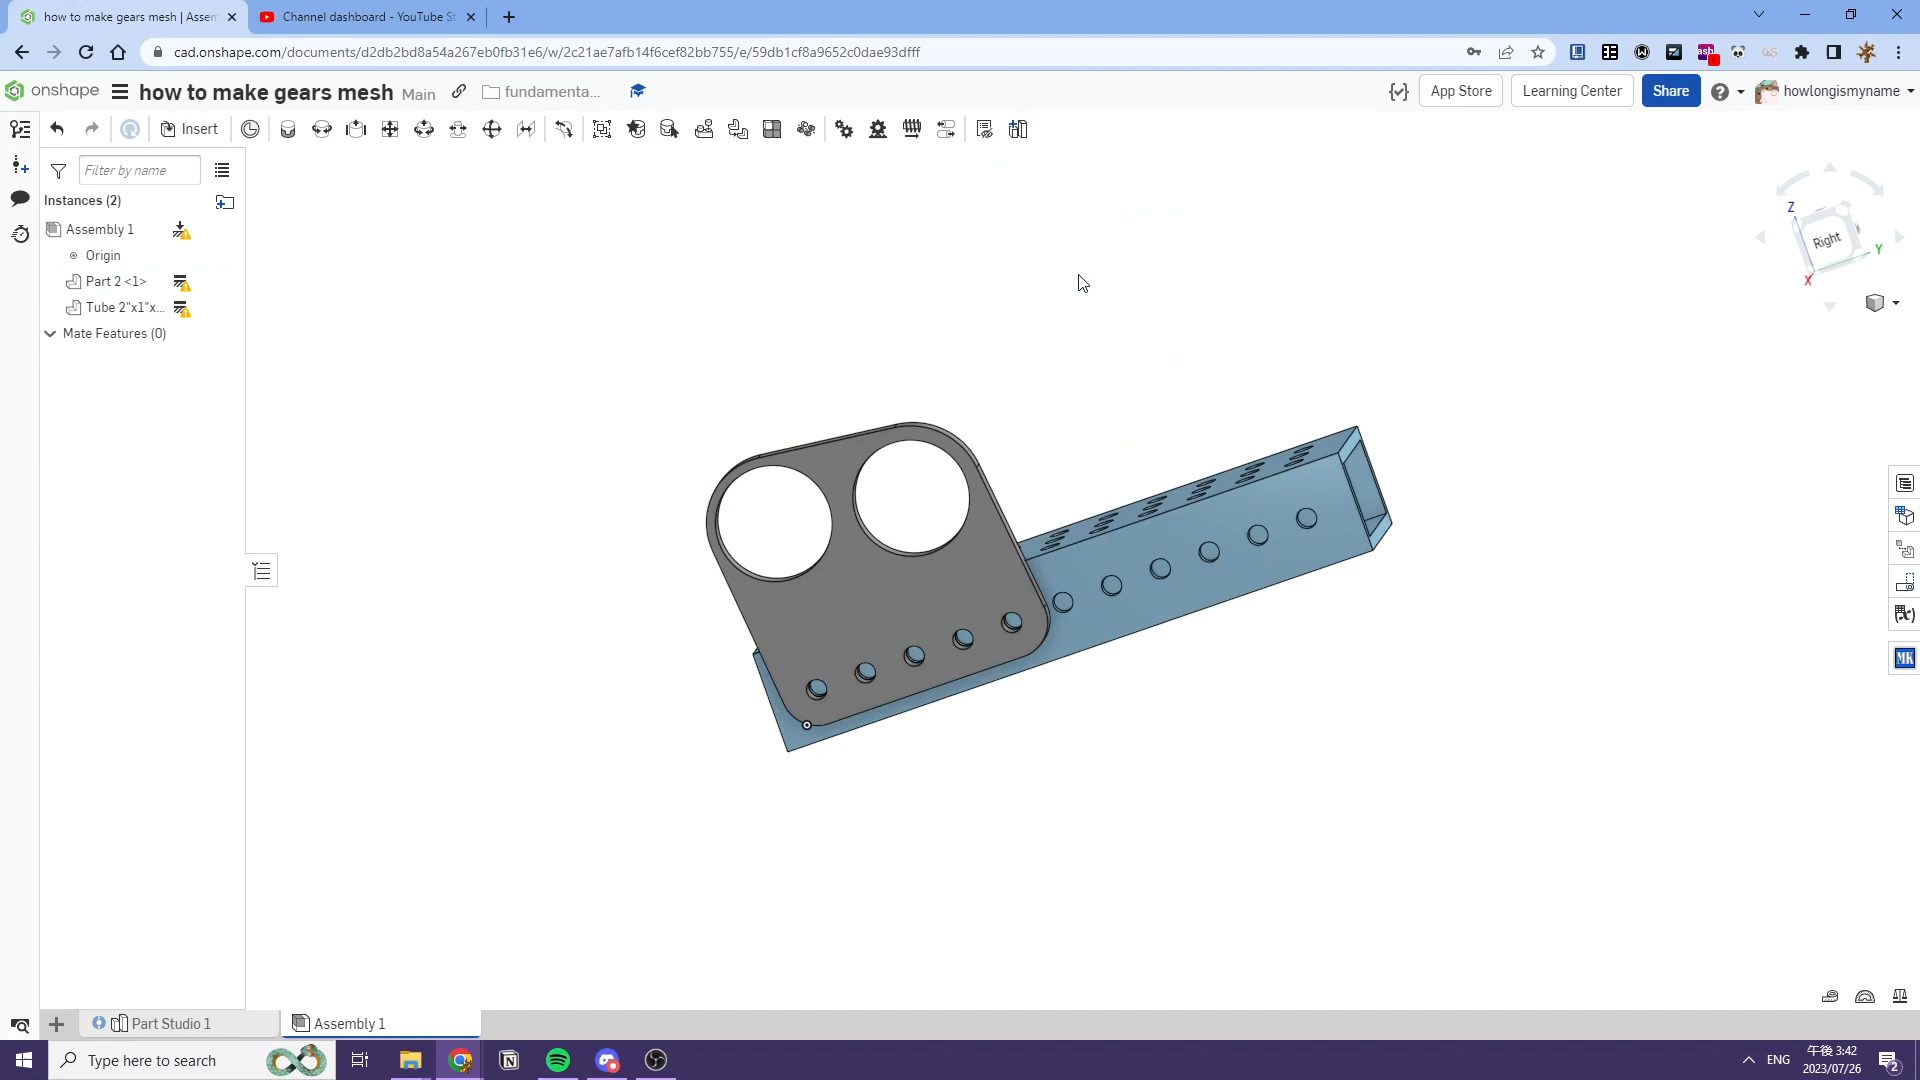 how to make gears mesh | Assem
Channel dashboard - YouTube St
cad.onshape.com/documents/d2db2bd8a54a267eb0fb31e6/w/2c21ae7afb14f6cef82bb755/e/59db1cf8a9652c0dae93dfff
onshape
how to make gears mesh
Main
fundamenta...
App Store
Learning Center
Share
howlongismyname
Insert
Filter by name
Instances (2)
Assembly 1
Origin
Part 2 <1>
Tube 2"x1"x...
Mate Features (0)
Z
Right
Y
X
MK
Part Studio 1
Assembly 1
Type here to search
ENG
午後 3:42
2023/07/26
2